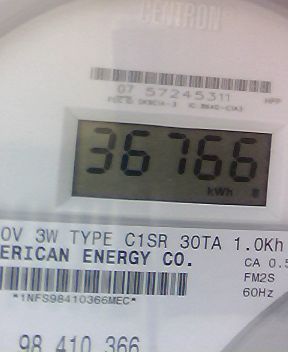 CENTRON
07 57245311
36766
kWh
0V 3W TYPE C1SR 30TA 1.0Kh
ERICAN ENERGY CO.
CA 0.5
FM2S
*1NFS98410366MEC*
60Hz
98 410 366